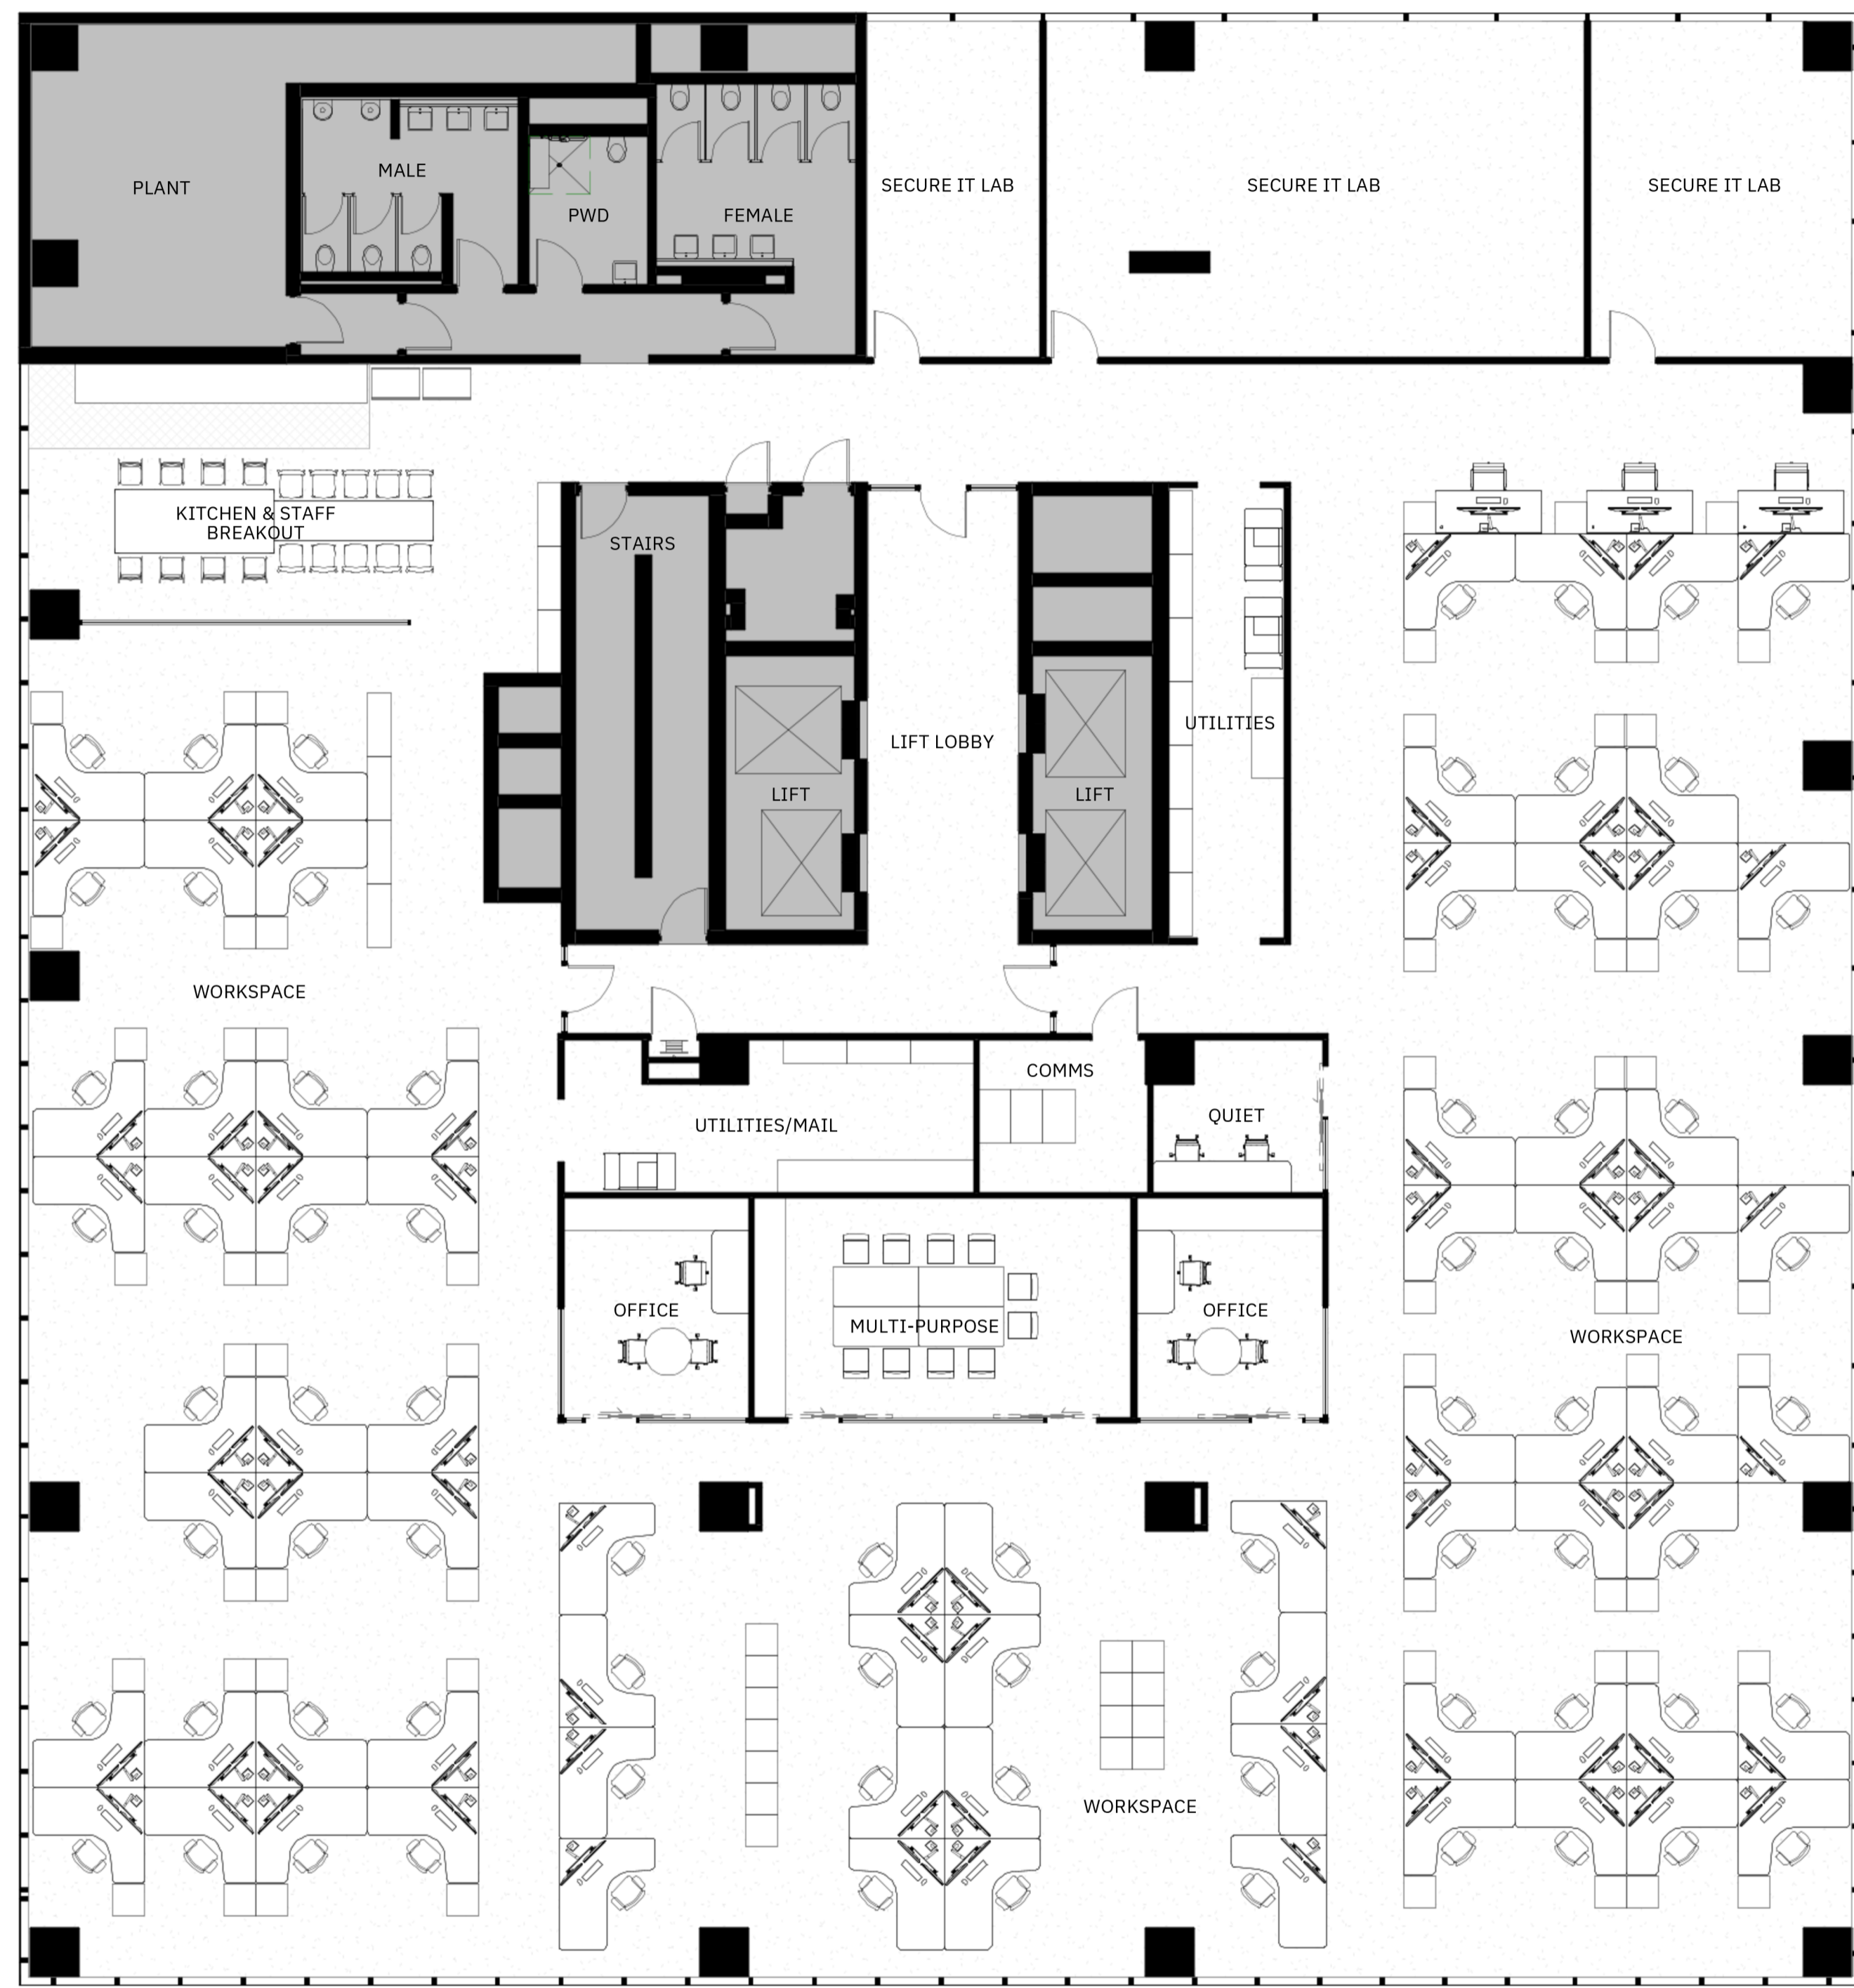 PLANT
MALE
PWD
FEMALE
SECURE IT LAB
SECURE IT LAB
SECURE IT LAB
KITCHEN & STAFF
BREAKOUT
STAIRS
LIFT LOBBY
UTILITIES
LIFT
LIFT
WORKSPACE
COMMS
QUIET
UTILITIES/MAIL
OFFICE
MULTI-PURPOSE
OFFICE
WORKSPACE
WORKSPACE